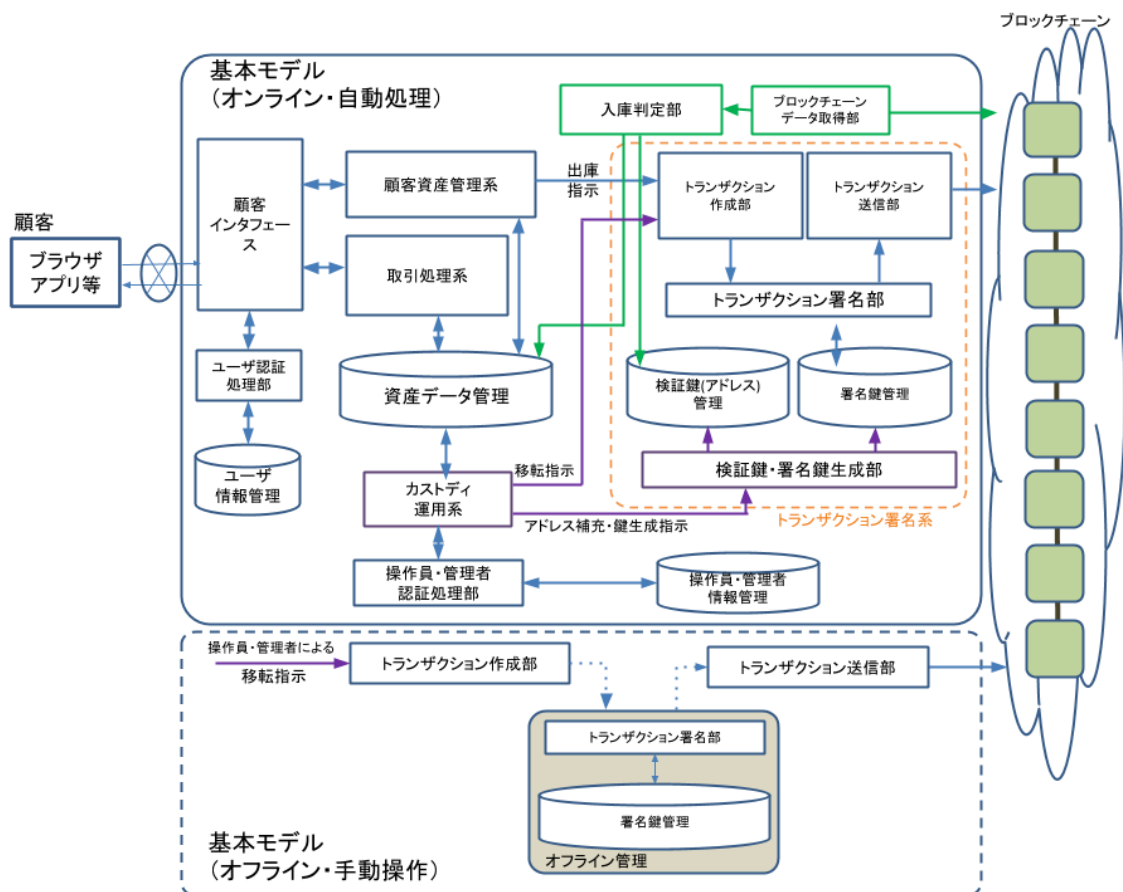 ブロックチェーン
基本モデル
（オンライン・自動処理）
入庫判定部
ブロックチェーン
データ取得部
顧客
インタフェー
ス
顧客資産管理系
出庫
指示
トランザクション
作成部
トランザクション
送信部
顧客
ブラウザ
アプリ等
取引処理系
トランザクション署名部
ユーザ認証
処理部
資産データ管理
検証鍵(アドレス)
管理
署名鍵管理
ユーザ
情報管理
カストディ
運用系
移転指示
検証鍵・署名鍵生成部
アドレス補充・鍵生成指示
トランザクション署名系
操作員・管理者
認証処理部
操作員・管理者
情報管理
操作員・管理者による
移転指示
トランザクション作成部
トランザクション送信部
トランザクション署名部
署名鍵管理
オフライン管理
基本モデル
（オフライン・手動操作）